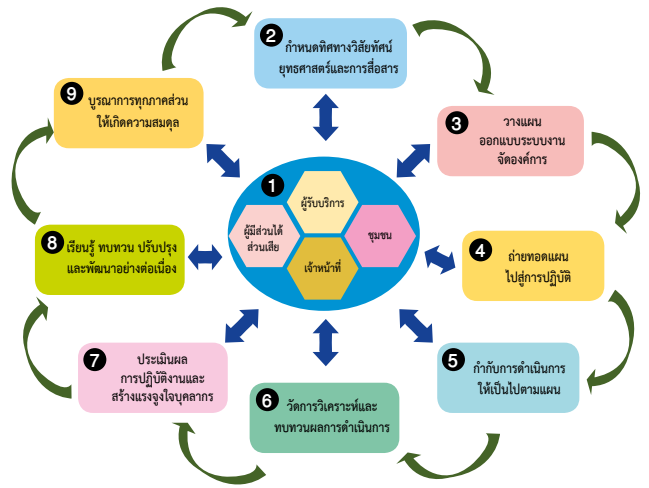 1
ผู้รับบริการ
ผู้มีส่วนได้
ส่วนเสีย
ชุมชน
เจ้าหน้าที่
2
กำหนดทิศทางวิสัยทัศน์
ยุทธศาสตร์และการสื่อสาร
3
วางแผน
ออกแบบระบบงาน
จัดองค์การ
4
ถ่ายทอดแผน
ไปสู่การปฏิบัติ
5
กำกับการดำเนินการ
ให้เป็นไปตามแผน
6
วัดการวิเคราะห์และ
ทบทวนผลการดำเนินการ
7
ประเมินผล
การปฏิบัติงานและ
สร้างแรงจูงใจบุคลากร
8
เรียนรู้ ทบทวน ปรับปรุง
และพัฒนาอย่างต่อเนื่อง
9
บูรณาการทุกภาคส่วน
ให้เกิดความสมดุล